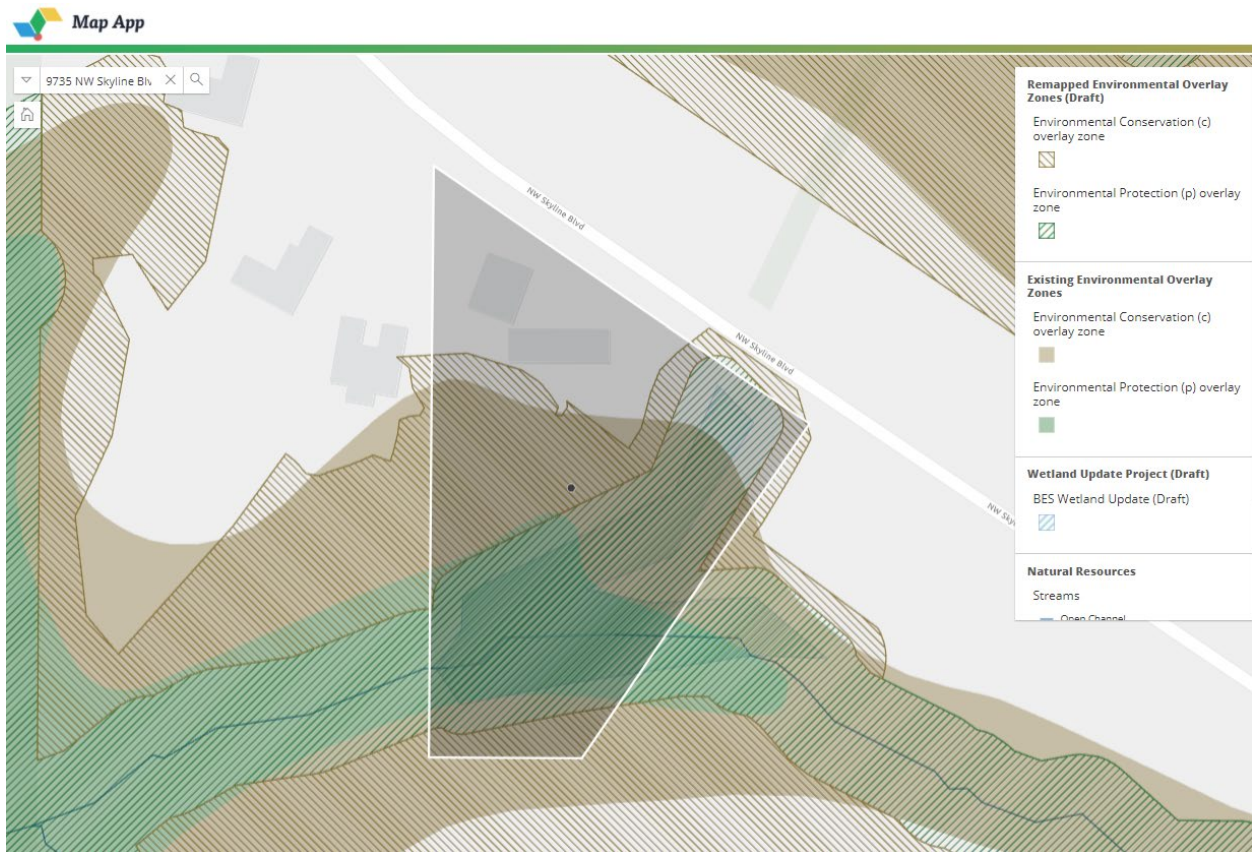 Map App
9735 NW Skyline Blv
NW Skyline Blvd
NW Skyline Blvd
NW Sky
Remapped Environmental Overlay
Zones (Draft)
Environmental Conservation (c)
overlay zone
Environmental Protection (p) overlay
zone
Existing Environmental Overlay
Zones
Environmental Conservation (c)
overlay zone
Environmental Protection (p) overlay
zone
Wetland Update Project (Draft)
BES Wetland Update (Draft)
Natural Resources
Streams
Open Channel